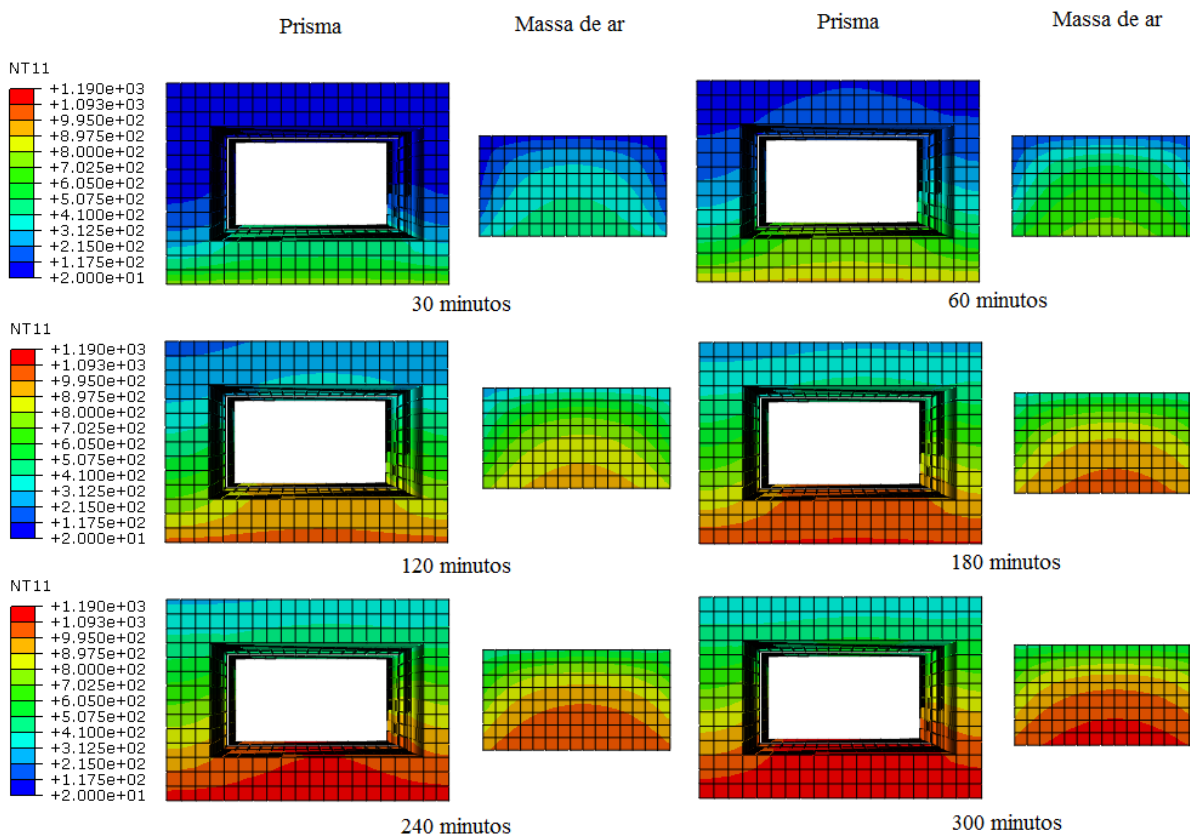 Prisma
Massa de ar
Prisma
Massa de ar
NT11
+1.190e+03
+1.093e+03
+9.950e+02
+8.975e+02
+8.000e+02
+7.025e+02
+6.050e+02
+5.075e+02
+4.100e+02
+3.125e+02
+2.150e+02
+1.175e+02
+2.000e+01
30 minutos
60 minutos
NT11
+1.190e+03
+1.093e+03
+9.950e+02
+8.975e+02
+8.000e+02
+7.025e+02
+6.050e+02
+5.075e+02
+4.100e+02
+3.125e+02
+2.150e+02
+1.175e+02
+2.000e+01
120 minutos
180 minutos
NT11
+1.190e+03
+1.093e+03
+9.950e+02
+8.975e+02
+8.000e+02
+7.025e+02
+6.050e+02
+5.075e+02
+4.100e+02
+3.125e+02
+2.150e+02
+1.175e+02
+2.000e+01
240 minutos
300 minutos